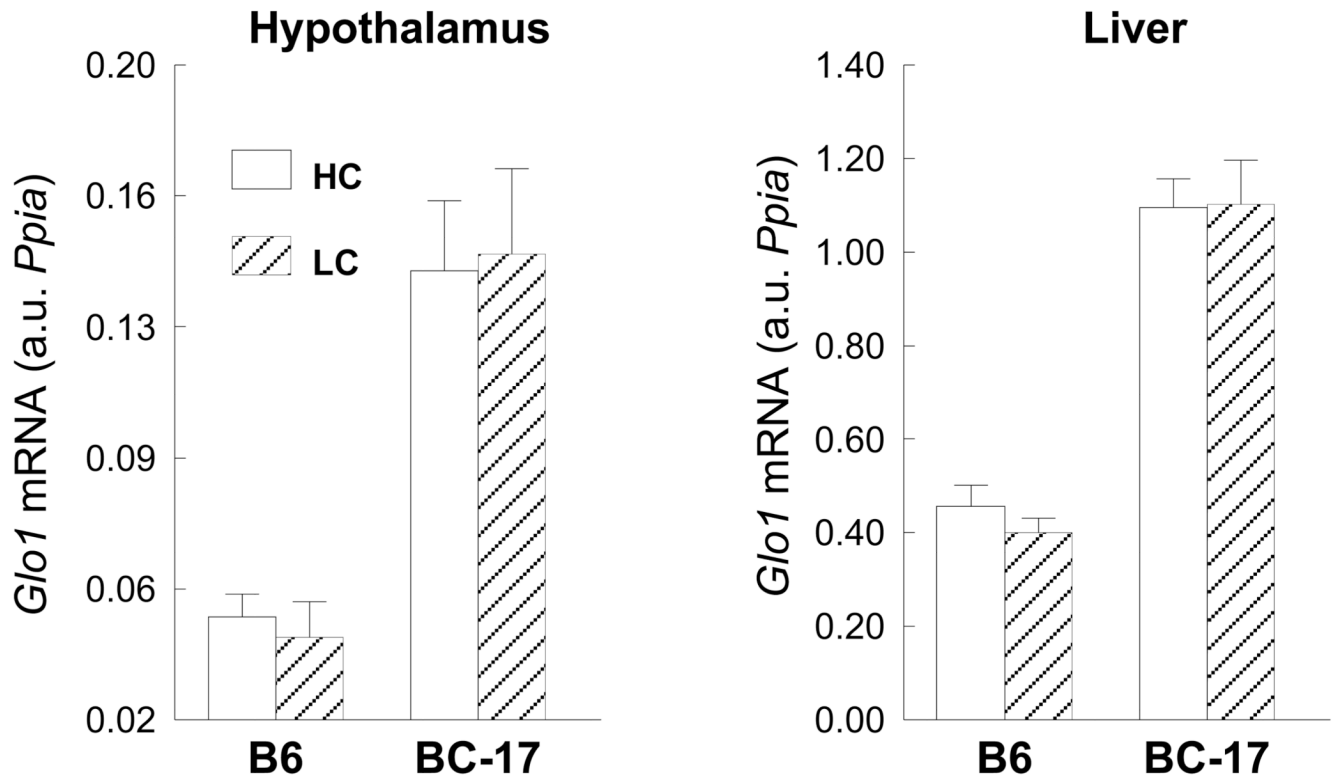 Hypothalamus
Glo1 mRNA (a.u. Ppia)
0.20
0.16
0.13
0.09
0.06
0.02
HC
LC
B6 BC-17
Liver
Glo1 mRNA (a.u. Ppia)
1.40
1.20
1.00
0.80
0.60
0.40
0.20
0.00
B6 BC-17